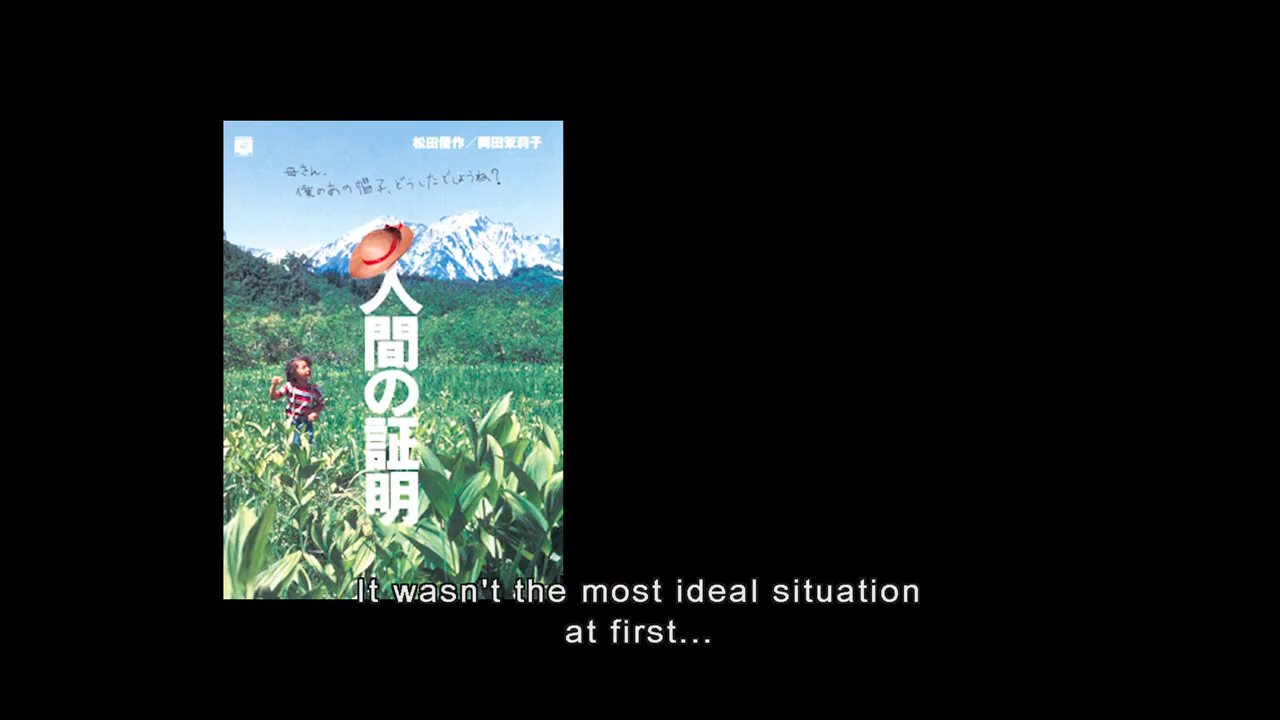 松田優作/岡田茉莉子
母さん、
僕のあの帽子、どうしたでしょうね?
人間の証明
It wasn't the most ideal situation
at first...